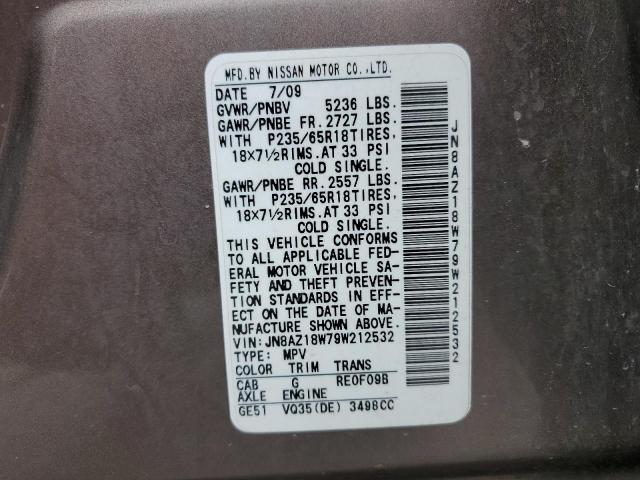 MFD.BY NISSAN MOTOR CO.,LTD.
DATE 7/09
GVWR/PNBV 5236 LBS.
GAWR/PNBE FR.2727 LBS.
WITH P235/65R18TIRES,
18X7½RIMS.AT 33 PSI
COLD SINGLE.
GAWR/PNBE RR.2557 LBS.
WITH P235/65R18TIRES,
18X7½RIMS.AT 33 PSI
COLD SINGLE.
THIS VEHICLE CONFORMS
TO ALL APPLICABLE FED-
ERAL MOTOR VEHICLE SA-
FETY AND THEFT PREVEN-
TION STANDARDS IN EFF-
ECT ON THE DATE OF MA-
NUFACTURE SHOWN ABOVE.
VIN:JN8AZ18W79W212532
TYPE: MPV
COLOR TRIM TRANS
CAB G RE0F09B
AXLE ENGINE
GE51 VQ35(DE) 3498CC
JN8AZ18W79W212532